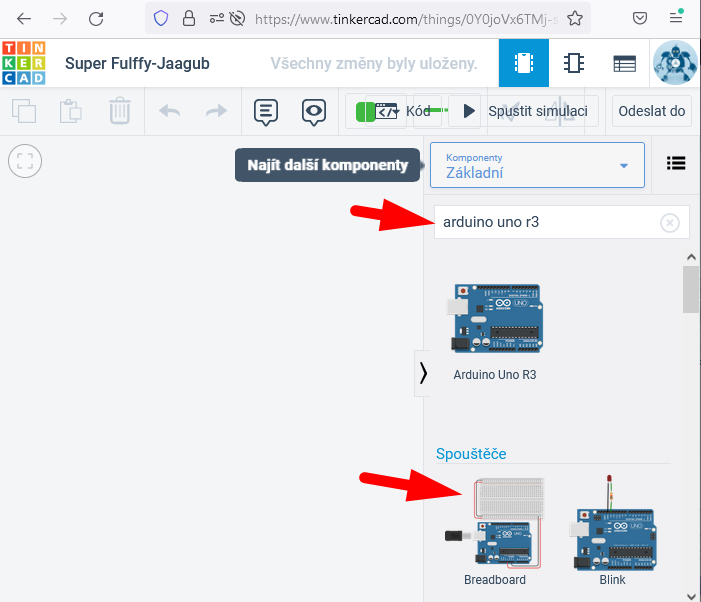 https://www.tinkercad.com/things/0Y0joVx6TMj-s
TIN
KER
CAD
Super Fulffy-Jaagub
Všechny změny byly uloženy.
Kód
Spustit simulaci
Odeslat do
Najít další komponenty
Komponenty
Základní
arduino uno r3
Arduino Uno R3
Spouštěče
Breadboard
Blink